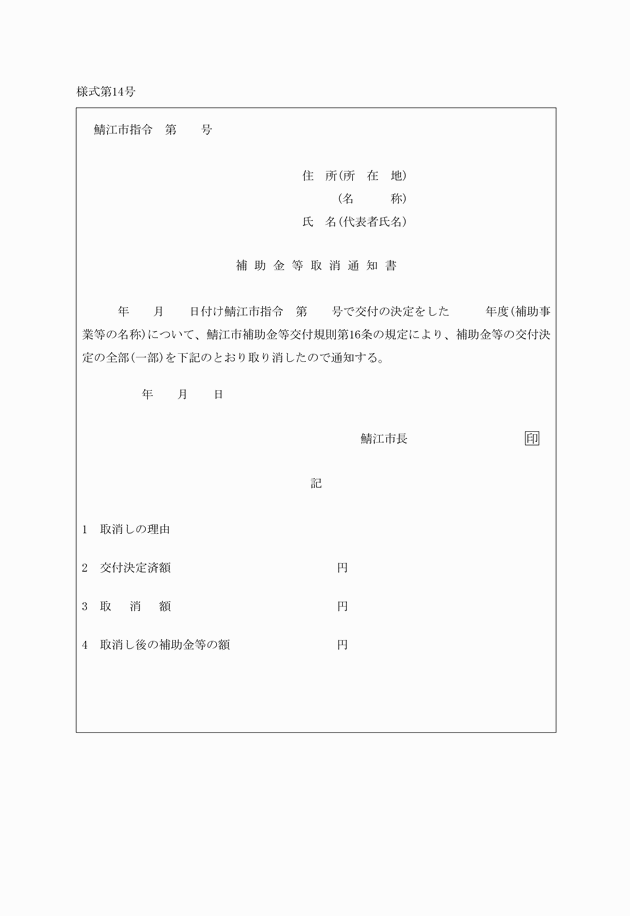 様式第14号
鯖江市指令　第　　号
住　所(所　在　地)
(名　　　称)
氏　名(代表者氏名)
補助金等取消通知書
年　　月　　日付け鯖江市指令　第　　号で交付の決定をした　　　年度(補助事
業等の名称)について、鯖江市補助金等交付規則第16条の規定により、補助金等の交付決
定の全部(一部)を下記のとおり取り消したので通知する。
年　　月　　日
鯖江市長　　　　　　　　　　印
記
1　取消しの理由
2　交付決定済額　　　　　　　円
3　取　消　額　　　　　　　円
4　取消し後の補助金等の額　　　　　　　円